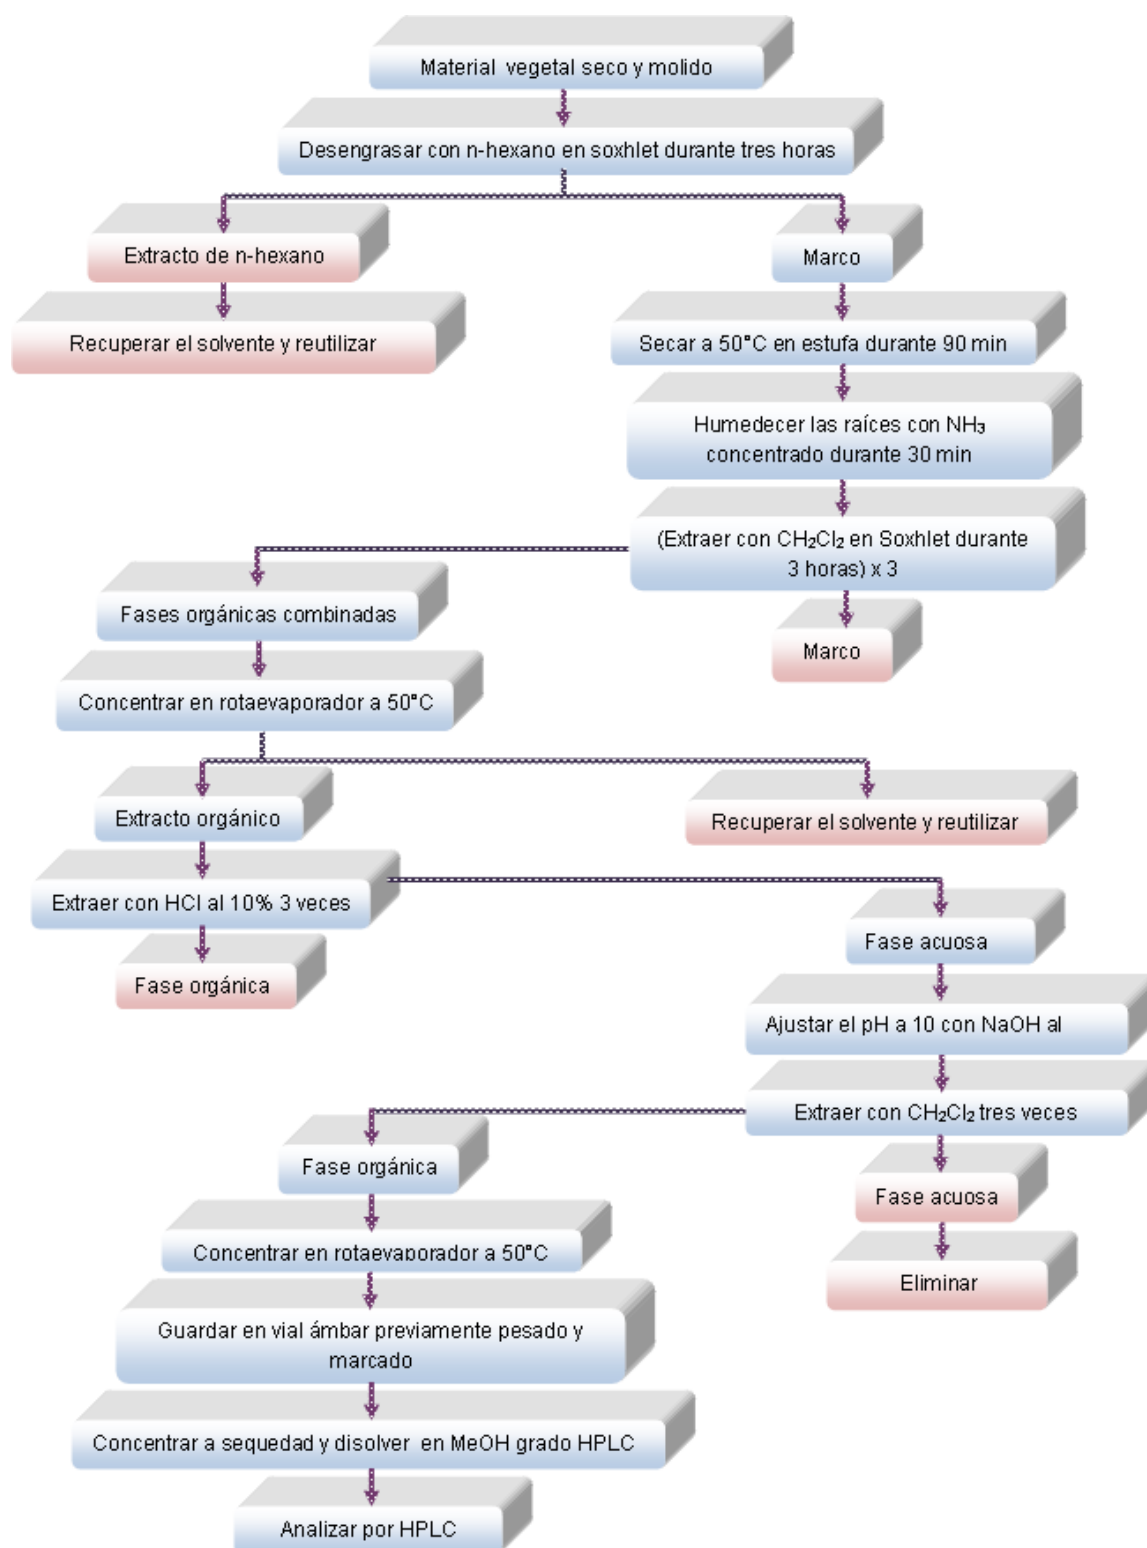 Material vegetal seco y molido
Desengrasar con n-hexano en soxhlet durante tres horas
Extracto de n-hexano
Marco
Recuperar el solvente y reutilizar
Secar a 50°C en estufa durante 90 min
Humedecer las raíces con NH₃
concentrado durante 30 min
(Extraer con CH₂Cl₂ en Soxhlet durante
3 horas) x 3
Fases orgánicas combinadas
Marco
Concentrar en rotaevaporador a 50°C
Extracto orgánico
Recuperar el solvente y reutilizar
Extraer con HCl al 10% 3 veces
Fase acuosa
Fase orgánica
Ajustar el pH a 10 con NaOH al
Extraer con CH₂Cl₂ tres veces
Fase orgánica
Fase acuosa
Concentrar en rotaevaporador a 50°C
Eliminar
Guardar en vial ámbar previamente pesado y
marcado
Concentrar a sequedad y disolver en MeOH grado HPLC
Analizar por HPLC